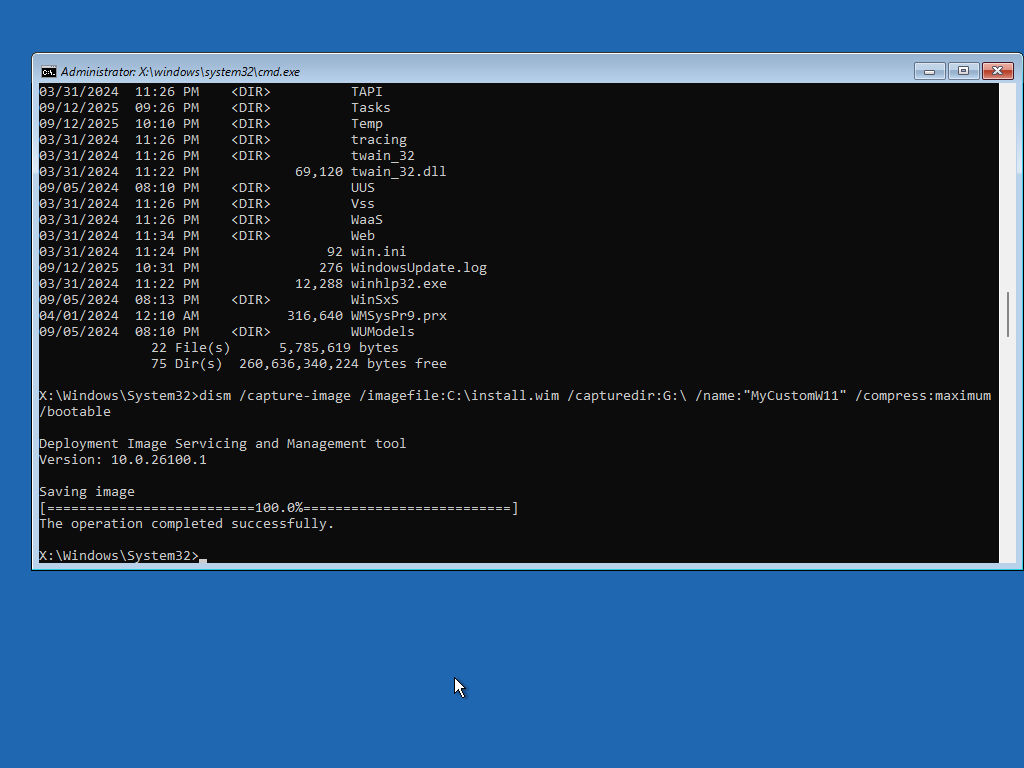 Administrator: X:\windows\system32\cmd.exe
03/31/2024  11:26 PM    <DIR>          TAPI
09/12/2025  09:26 PM    <DIR>          Tasks
09/12/2025  10:10 PM    <DIR>          Temp
03/31/2024  11:26 PM    <DIR>          tracing
03/31/2024  11:26 PM    <DIR>          twain_32
03/31/2024  11:22 PM            69,120 twain_32.dll
09/05/2024  08:10 PM    <DIR>          UUS
03/31/2024  11:26 PM    <DIR>          Vss
03/31/2024  11:26 PM    <DIR>          WaaS
03/31/2024  11:34 PM    <DIR>          Web
03/31/2024  11:24 PM                92 win.ini
09/12/2025  10:31 PM               276 WindowsUpdate.log
03/31/2024  11:22 PM            12,288 winhlp32.exe
09/05/2024  08:13 PM    <DIR>          WinSxS
04/01/2024  12:10 AM           316,640 WMSysPr9.prx
09/05/2024  08:10 PM    <DIR>          WUModels
              22 File(s)      5,785,619 bytes
              75 Dir(s)  260,636,340,224 bytes free
X:\Windows\System32>dism /capture-image /imagefile:C:\install.wim /capturedir:G:\ /name:"MyCustomW11" /compress:maximum
/bootable
Deployment Image Servicing and Management tool
Version: 10.0.26100.1
Saving image
[==========================100.0%==========================]
The operation completed successfully.
X:\Windows\System32>